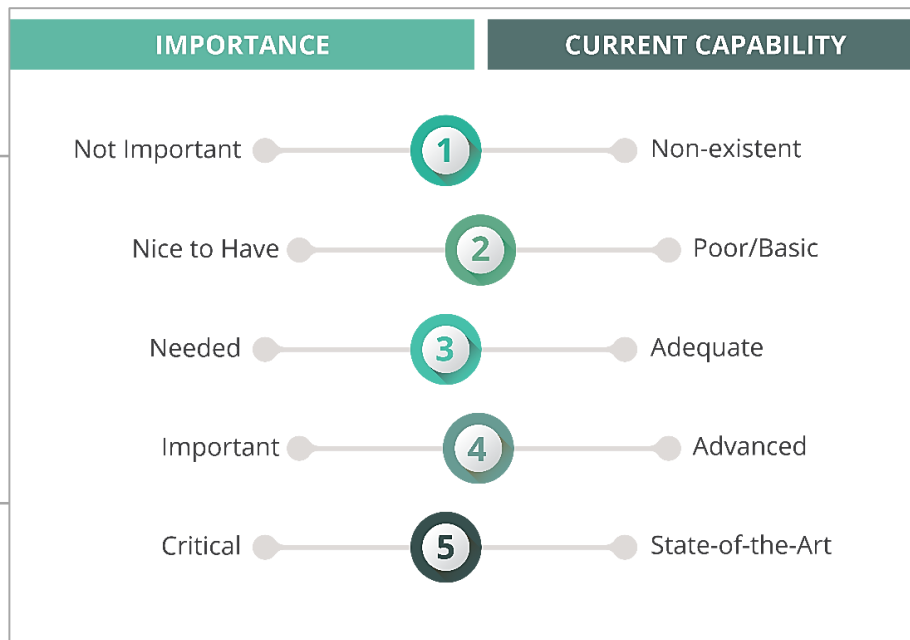 IMPORTANCE CURRENT CAPABILITY
Not Important 1 Non-existent
Nice to Have 2 Poor/Basic
Needed 3 Adequate
Important 4 Advanced
Critical 5 State-of-the-Art